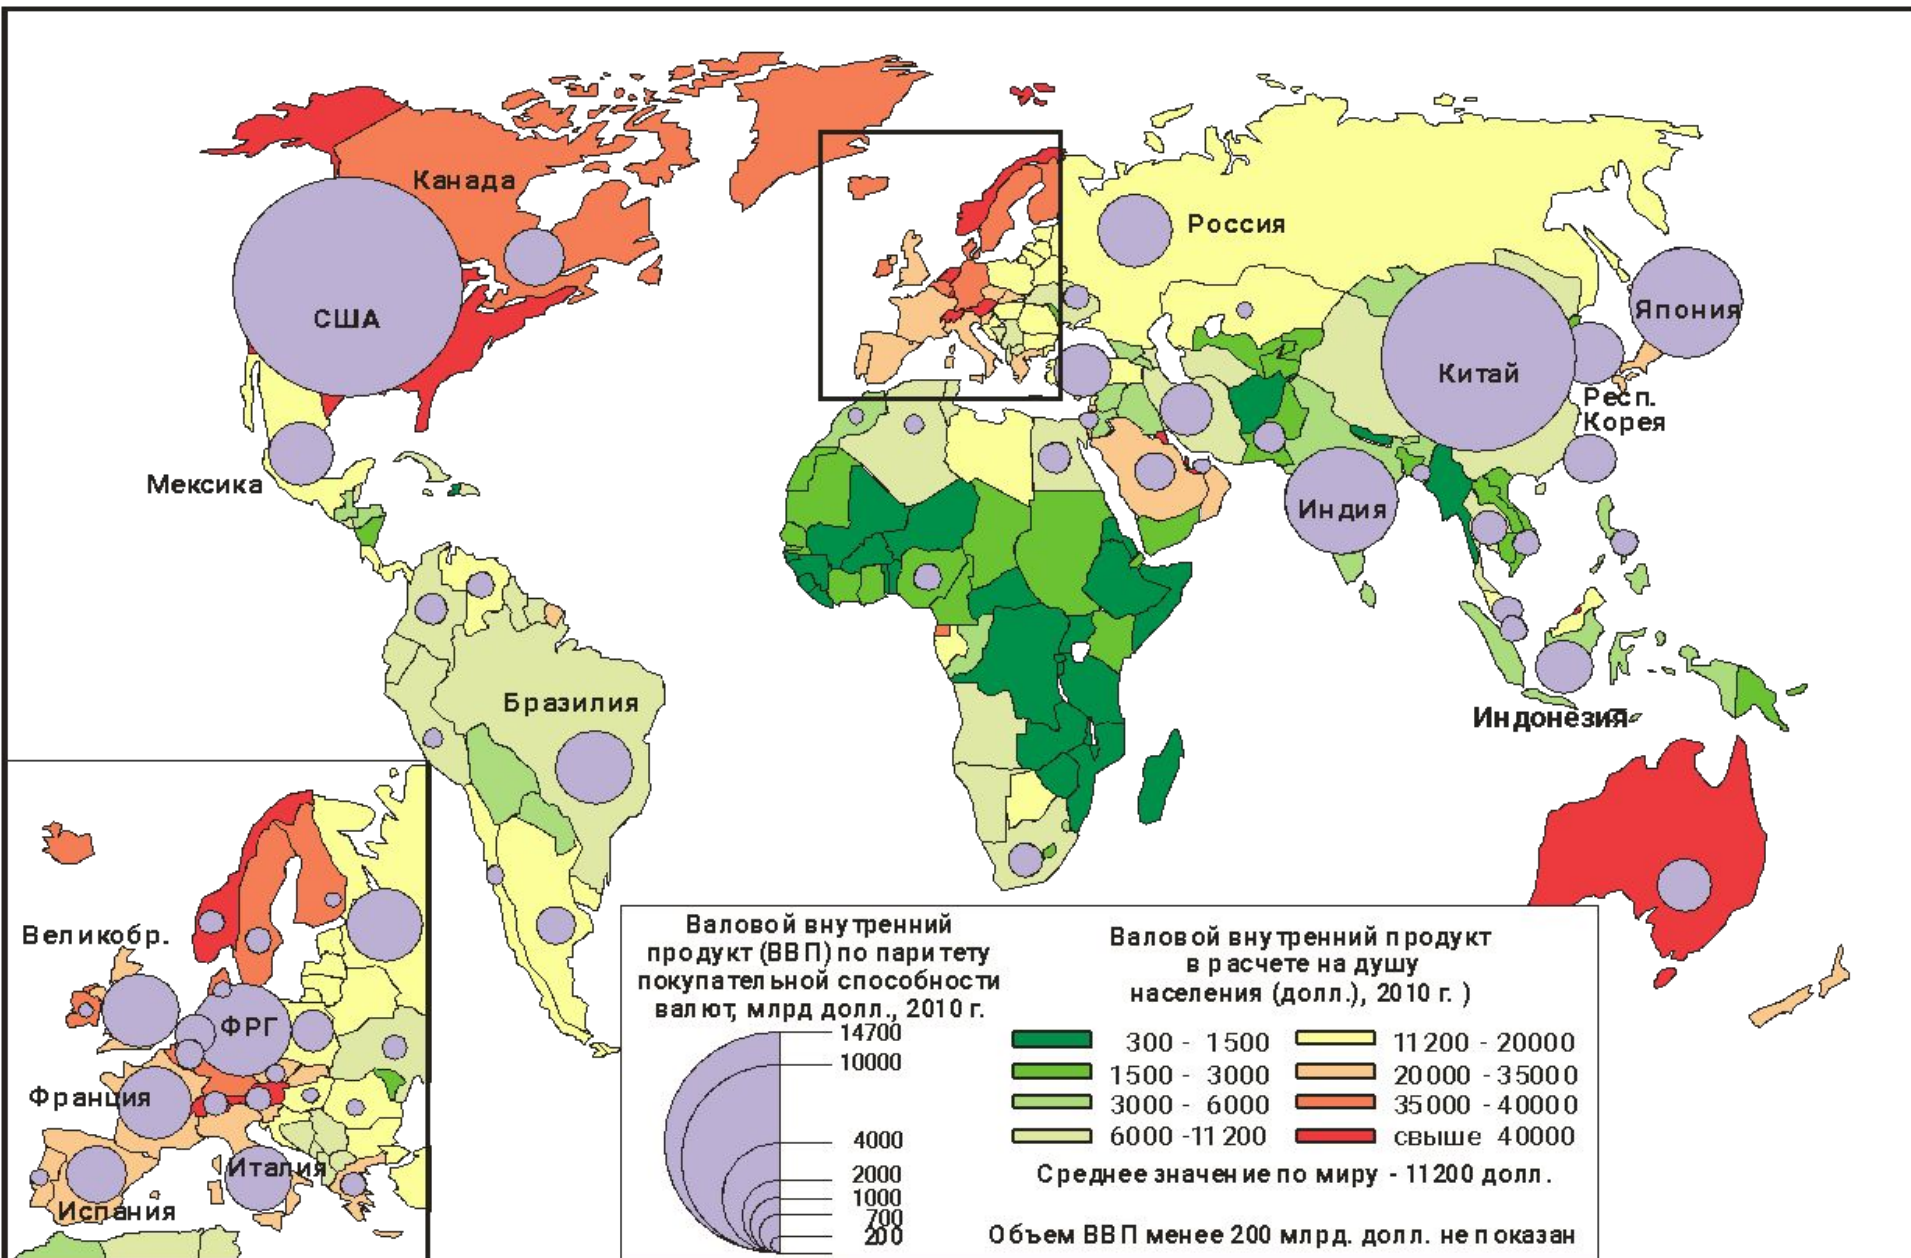 Канада
Россия
США
Япония
Китай
Респ.
Корея
Мексика
Индия
Бразилия
Индонезия
Великобр.
ФРГ
Франция
Италия
Испания
Валовой внутренний
продукт (ВВП) по паритету
покупательной способности
валют, млрд долл., 2010 г.
14700
10000
4000
2000
1000
700
200
Валовой внутренний продукт
в расчете на душу
населения (долл.), 2010 г. )
300 - 1500
1500 - 3000
3000 - 6000
6000 -11200
11200 - 20000
20000 - 35000
35000 - 40000
свыше 40000
Среднее значение по миру - 11200 долл.
Объем ВВП менее 200 млрд. долл. не показан